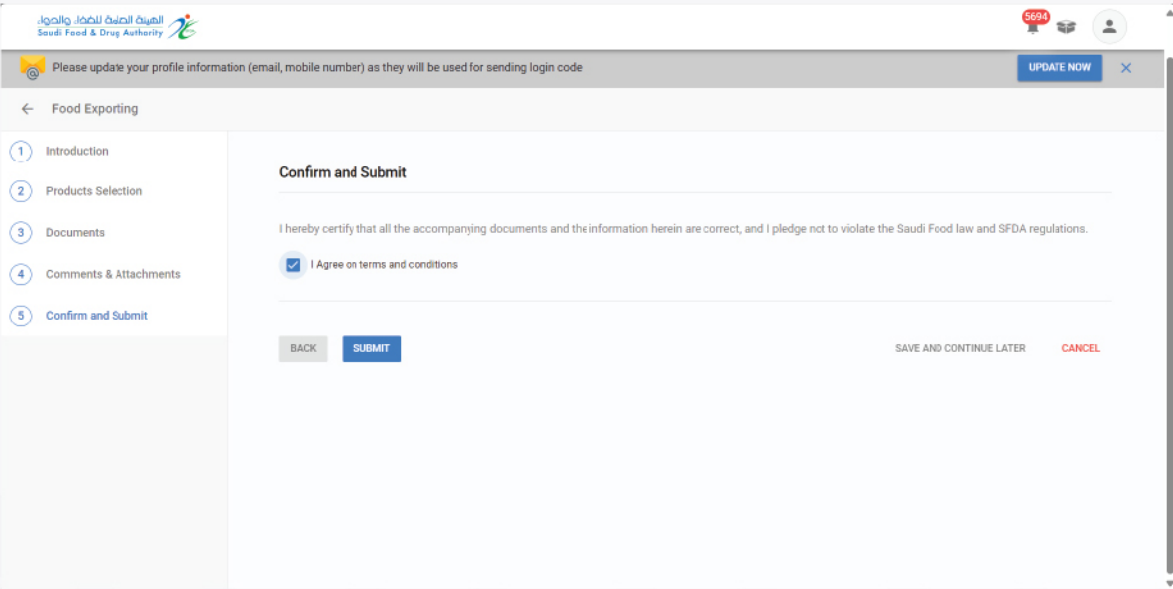 الهيئة العامة للغذاء والدواء
Saudi Food & Drug Authority
5694
Please update your profile information (email, mobile number) as they will be used for sending login code
UPDATE NOW
Food Exporting
1 Introduction
2 Products Selection
3 Documents
4 Comments & Attachments
5 Confirm and Submit
Confirm and Submit
I hereby certify that all the accompanying documents and the information herein are correct, and I pledge not to violate the Saudi Food law and SFDA regulations.
I Agree on terms and conditions
BACK
SUBMIT
SAVE AND CONTINUE LATER
CANCEL